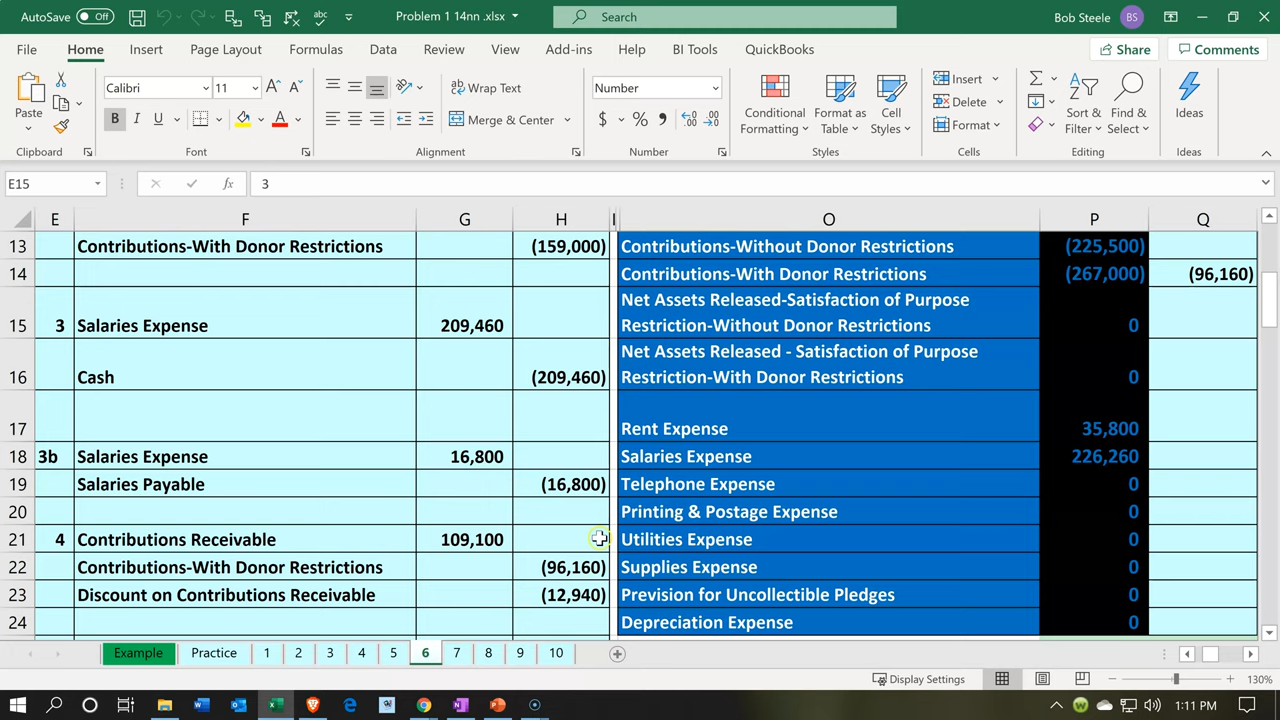 AutoSave Off Problem 1 14nn .xlsx Search Bob Steele BS
File Home Insert Page Layout Formulas Data Review View Add-ins Help BI Tools QuickBooks Share Comments
Calibri 11 Wrap Text Number Insert
Paste B I U A Merge & Center $ % Conditional Formatting Format as Table Cell Styles Delete Sort & Filter Find & Select Ideas
Format
Clipboard Font Alignment Number Styles Cells Editing Ideas
E15 fx 3
E F G H I O P Q
13 Contributions-With Donor Restrictions (159,000) Contributions-Without Donor Restrictions (225,500)
14 Contributions-With Donor Restrictions (267,000) (96,160)
Net Assets Released-Satisfaction of Purpose
15 3 Salaries Expense 209,460 Restriction-Without Donor Restrictions 0
Net Assets Released - Satisfaction of Purpose
16 Cash (209,460) Restriction-With Donor Restrictions 0
17 Rent Expense 35,800
18 3b Salaries Expense 16,800 Salaries Expense 226,260
19 Salaries Payable (16,800) Telephone Expense 0
20 Printing & Postage Expense 0
21 4 Contributions Receivable 109,100 Utilities Expense 0
22 Contributions-With Donor Restrictions (96,160) Supplies Expense 0
23 Discount on Contributions Receivable (12,940) Prevision for Uncollectible Pledges 0
24 Depreciation Expense 0
Example Practice 1 2 3 4 5 6 7 8 9 10
Display Settings 130%
1:11 PM